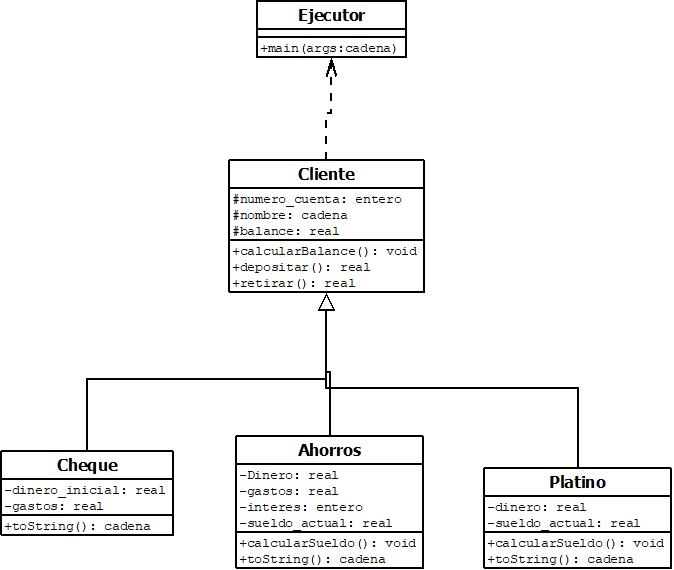 Ejecutor
+main(args:cadena)
Cliente
#numero_cuenta: entero
#nombre: cadena
#balance: real
+calcularBalance(): void
+depositar(): real
+retirar(): real
Cheque
-dinero_inicial: real
-gastos: real
+toString(): cadena
Ahorros
-Dinero: real
-gastos: real
-interes: entero
-sueldo_actual: real
+calcularSueldo(): void
+toString(): cadena
Platino
-dinero: real
-sueldo_actual: real
+calcularSueldo(): void
+toString(): cadena